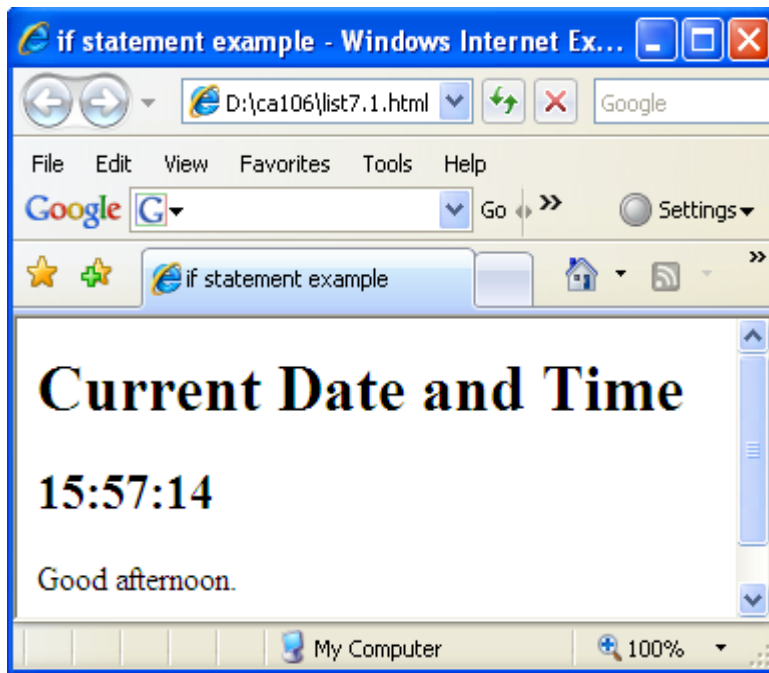 if statement example - Windows Internet Ex...
D:\ca106\list7.1.html Google
File Edit View Favorites Tools Help
Google G Go » Settings
if statement example »
Current Date and Time
15:57:14
Good afternoon.
My Computer 100%